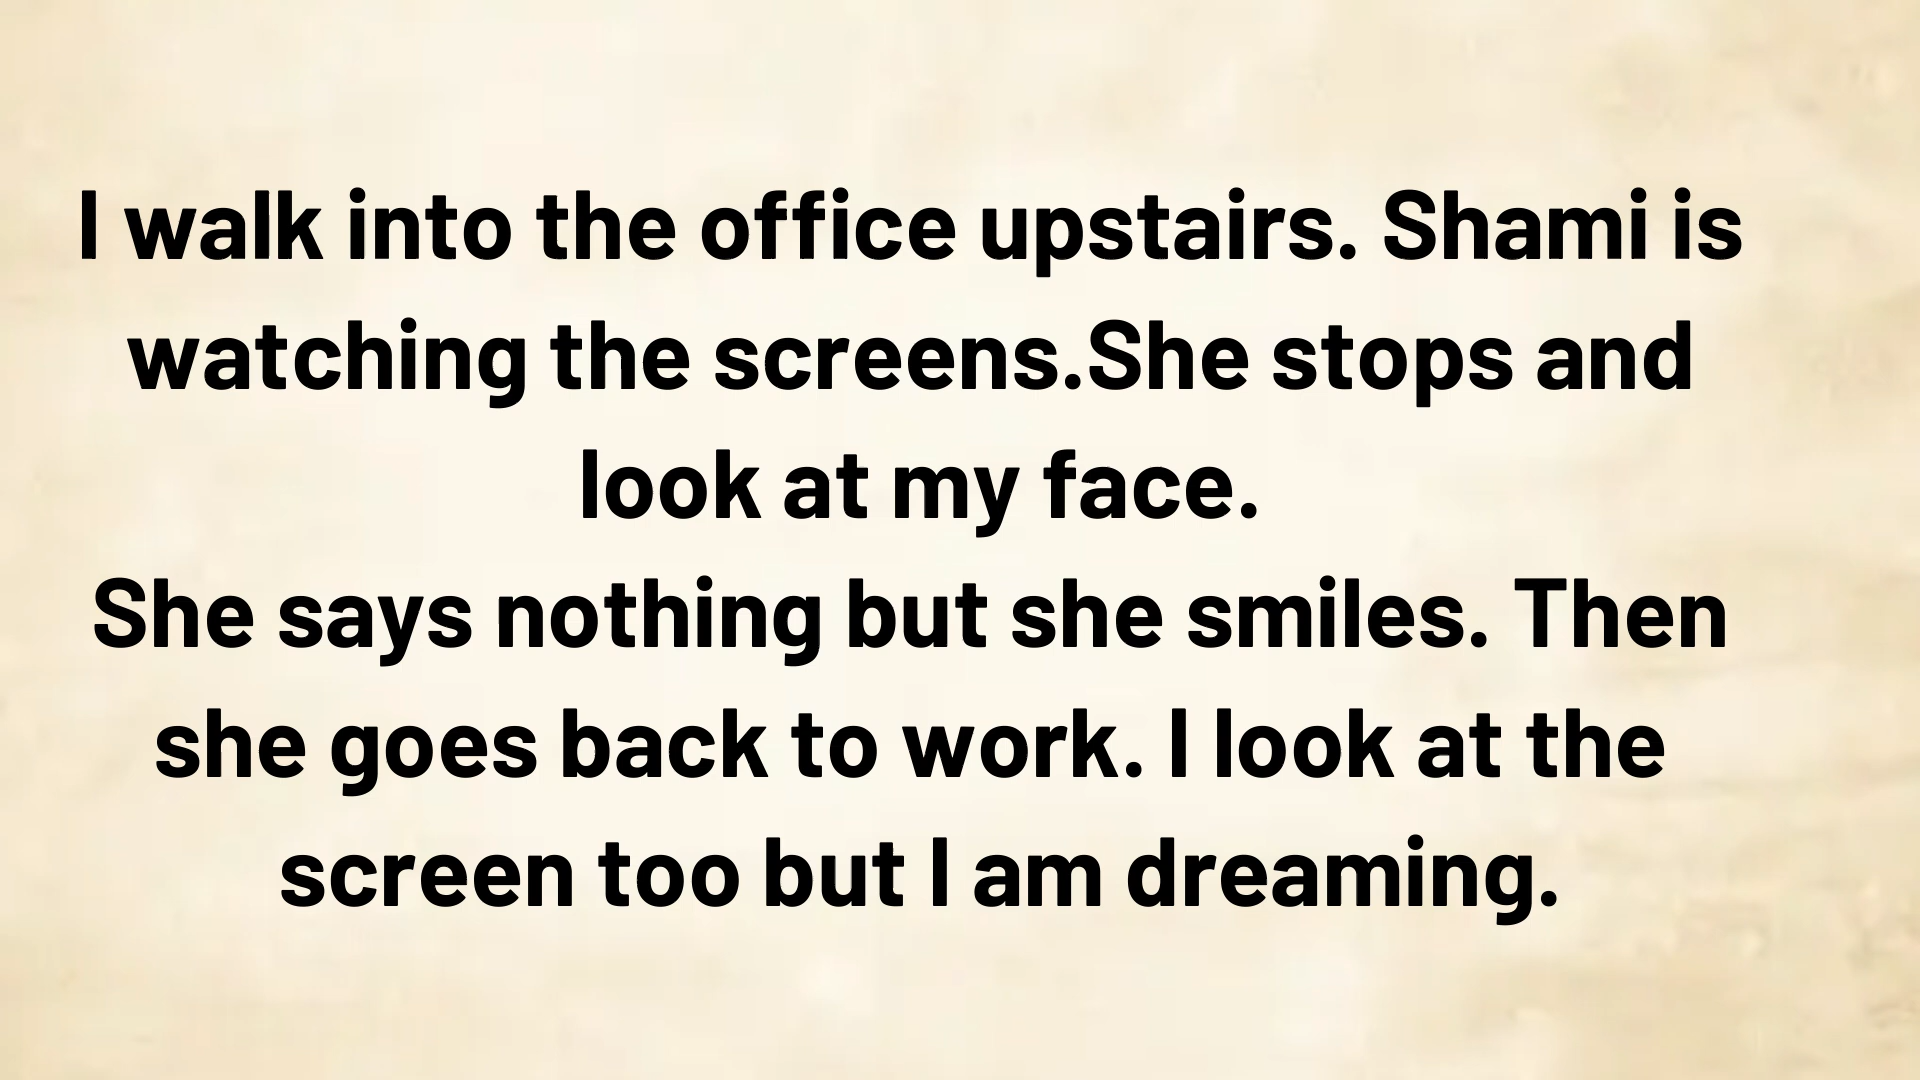 I walk into the office upstairs. Shami is
watching the screens.She stops and
look at my face.
She says nothing but she smiles. Then
she goes back to work. I look at the
screen too but I am dreaming.